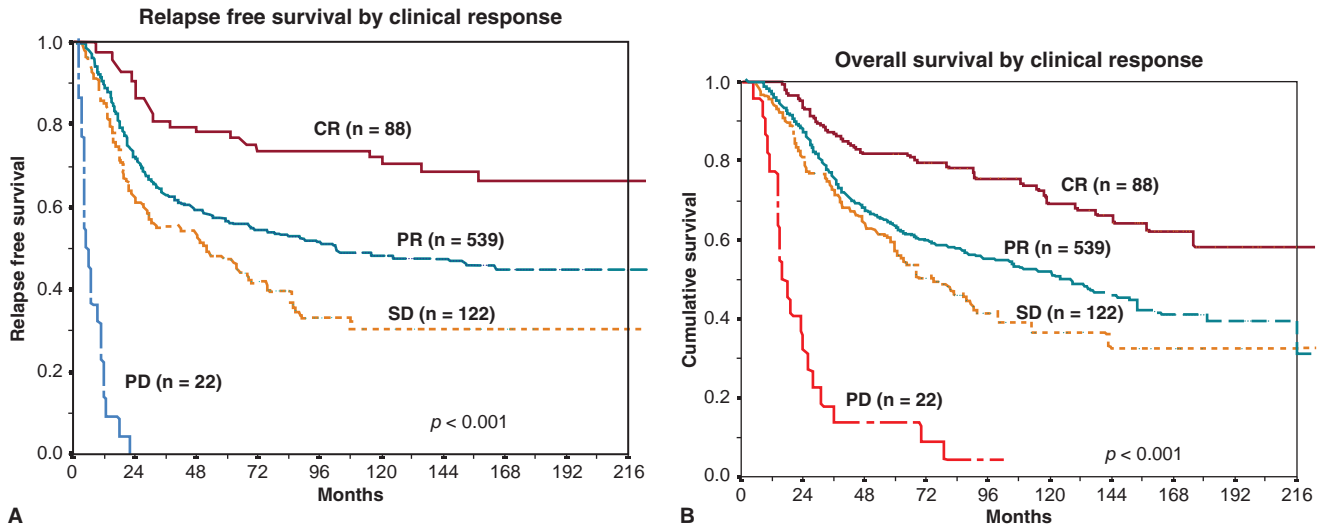 Relapse free survival by clinical response
Relapse free survival
1.0
0.8
0.6
0.4
0.2
0.0
CR (n = 88)
PR (n = 539)
SD (n = 122)
PD (n = 22)
p < 0.001
0 24 48 72 96 120 144 168 192 216
Months
A
Overall survival by clinical response
Cumulative survival
1.0
0.8
0.6
0.4
0.2
0.0
CR (n = 88)
PR (n = 539)
SD (n = 122)
PD (n = 22)
p < 0.001
0 24 48 72 96 120 144 168 192 216
Months
B